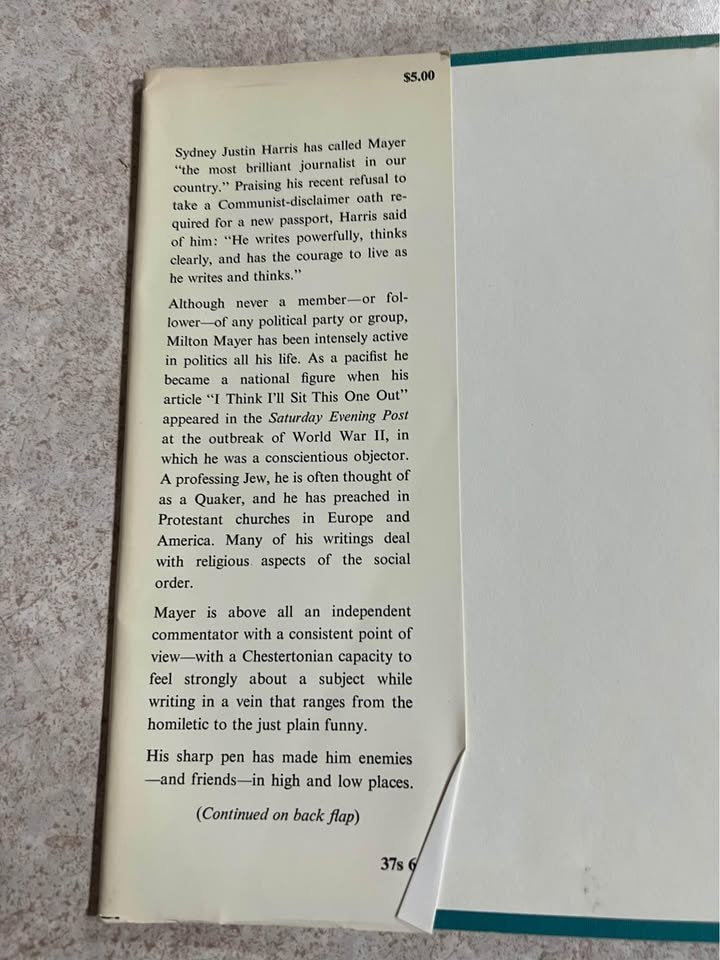 $5.00
Sydney Justin Harris has called Mayer
“the most brilliant journalist in our
country.” Praising his recent refusal to
take a Communist-disclaimer oath re-
quired for a new passport, Harris said
of him: “He writes powerfully, thinks
clearly, and has the courage to live as
he writes and thinks.”
Although never a member—or fol-
lower—of any political party or group,
Milton Mayer has been intensely active
in politics all his life. As a pacifist he
became a national figure when his
article “I Think I’ll Sit This One Out”
appeared in the Saturday Evening Post
at the outbreak of World War II, in
which he was a conscientious objector.
A professing Jew, he is often thought of
as a Quaker, and he has preached in
Protestant churches in Europe and
America. Many of his writings deal
with religious aspects of the social
order.
Mayer is above all an independent
commentator with a consistent point of
view—with a Chestertonian capacity to
feel strongly about a subject while
writing in a vein that ranges from the
homiletic to the just plain funny.
His sharp pen has made him enemies
—and friends—in high and low places.
(Continued on back flap)
37s